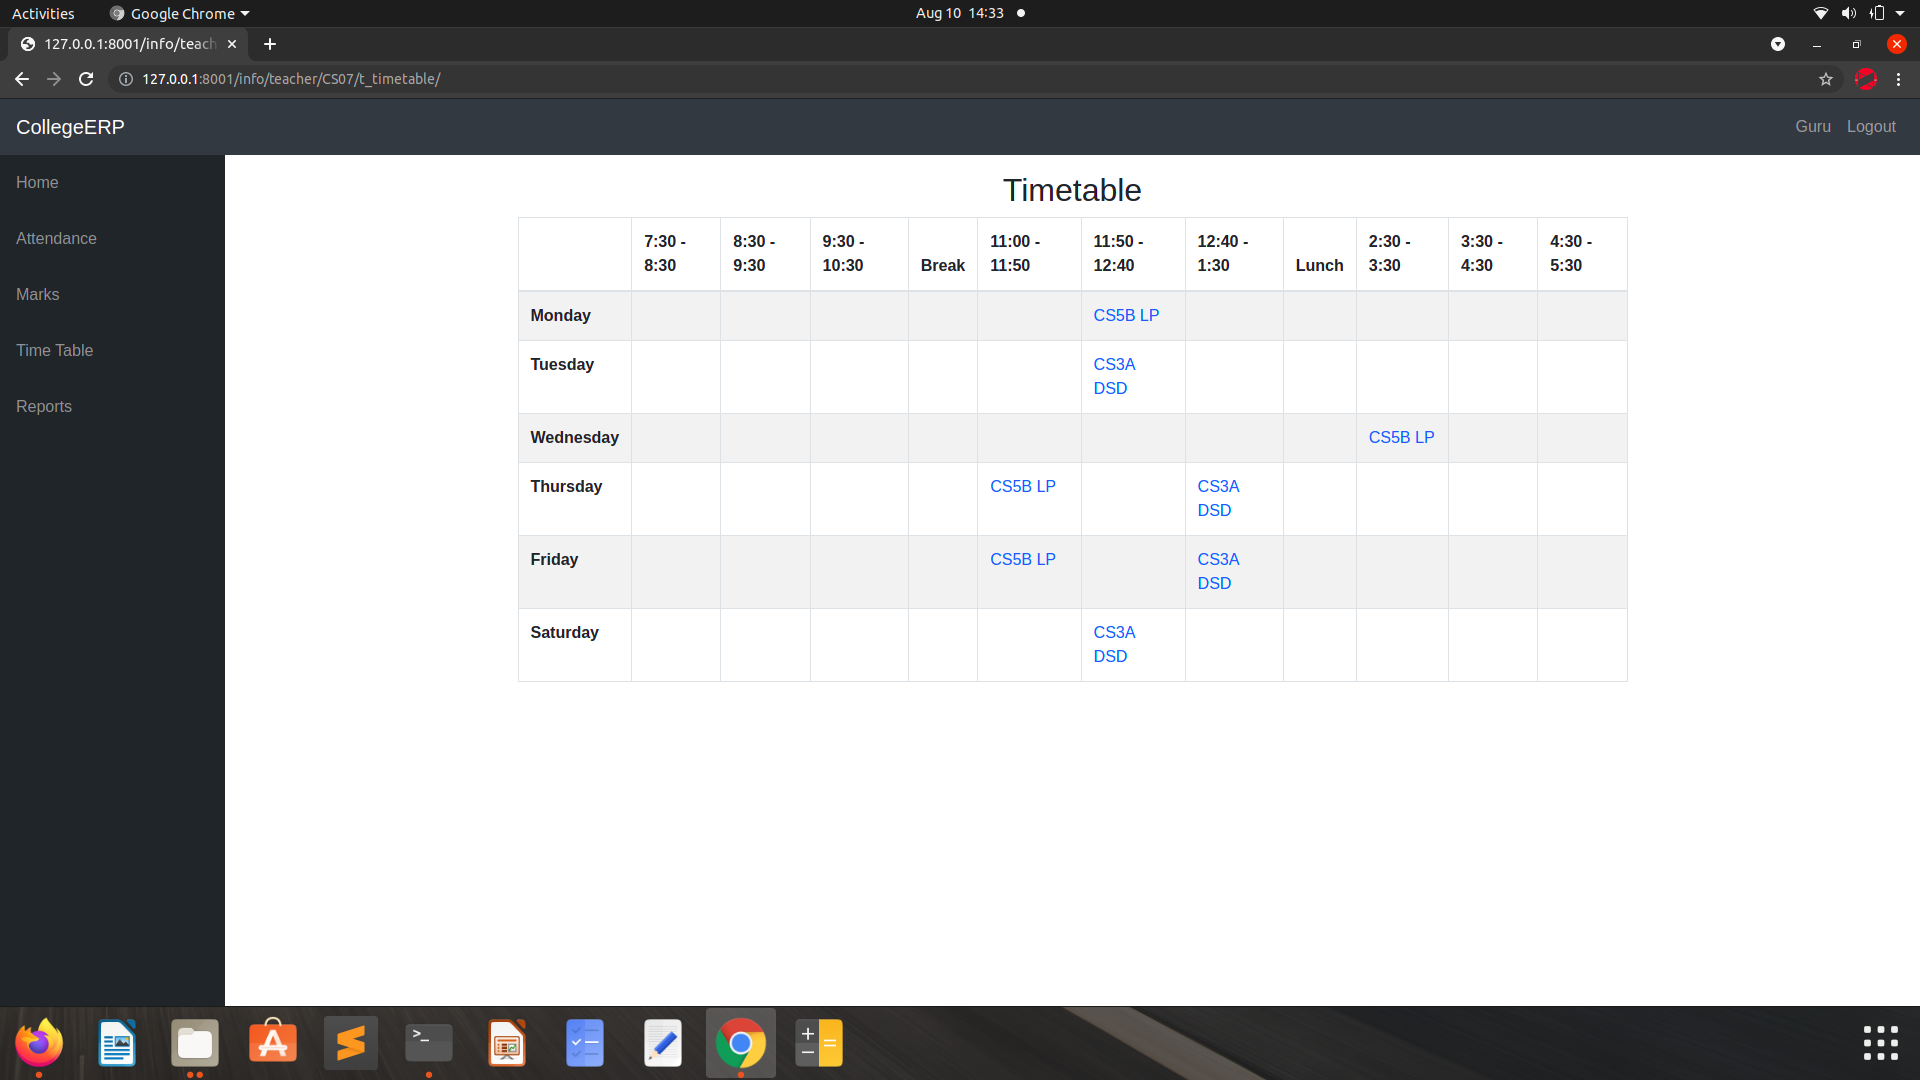 Activities
Google Chrome
Aug 10 14:33
127.0.0.1:8001/info/teach
127.0.0.1:8001/info/teacher/CS07/t_timetable/
CollegeERP
Guru Logout
Home
Attendance
Marks
Time Table
Reports
Timetable
7:30 - 8:30 8:30 - 9:30 9:30 - 10:30 Break 11:00 - 11:50 11:50 - 12:40 12:40 - 1:30 Lunch 2:30 - 3:30 3:30 - 4:30 4:30 - 5:30
Monday CS5B LP
Tuesday CS3A DSD
Wednesday CS5B LP
Thursday CS5B LP CS3A DSD
Friday CS5B LP CS3A DSD
Saturday CS3A DSD